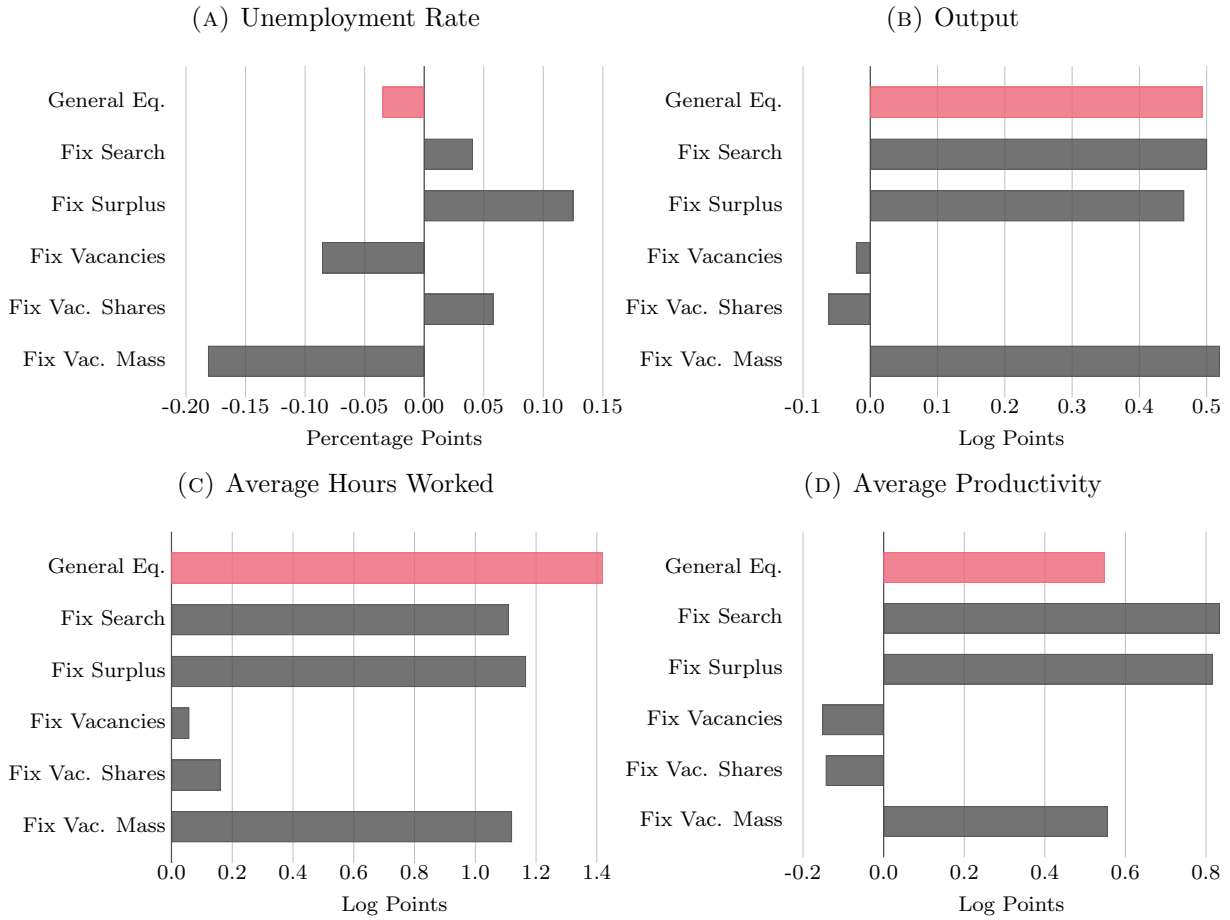 (A) Unemployment Rate
General Eq.
Fix Search
Fix Surplus
Fix Vacancies
Fix Vac. Shares
Fix Vac. Mass
-0.20 -0.15 -0.10 -0.05 0.00 0.05 0.10 0.15
Percentage Points
(B) Output
General Eq.
Fix Search
Fix Surplus
Fix Vacancies
Fix Vac. Shares
Fix Vac. Mass
-0.1 0.0 0.1 0.2 0.3 0.4 0.5
Log Points
(C) Average Hours Worked
General Eq.
Fix Search
Fix Surplus
Fix Vacancies
Fix Vac. Shares
Fix Vac. Mass
0.0 0.2 0.4 0.6 0.8 1.0 1.2 1.4
Log Points
(D) Average Productivity
General Eq.
Fix Search
Fix Surplus
Fix Vacancies
Fix Vac. Shares
Fix Vac. Mass
-0.2 0.0 0.2 0.4 0.6 0.8
Log Points